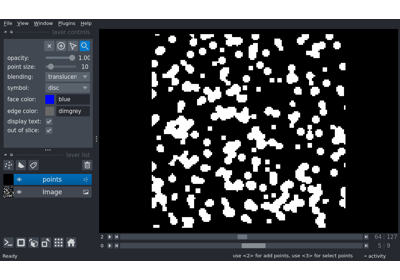 File View Window Plugins Help
layer controls
opacity: 1.00
point size: 10
blending: translucen
symbol: disc
face color: blue
edge color: dimgrey
display text:
out of slice:
layer list
points
Image
2 64 127
0 5 9
Ready use <2> for add points, use <3> for select points activity